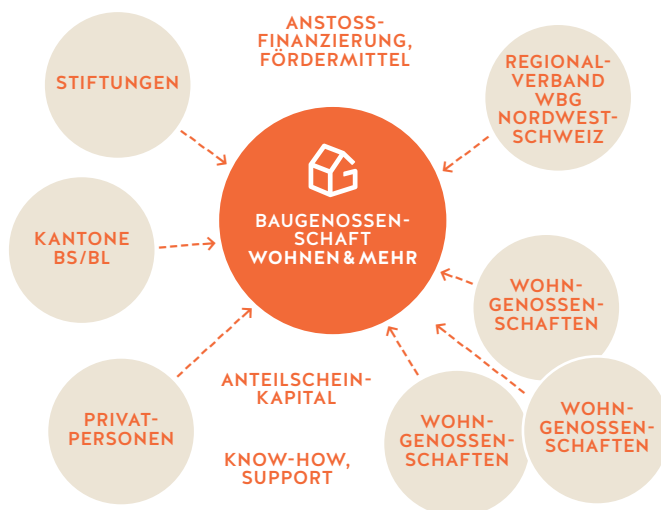 ANSTOSS-
FINANZIERUNG,
FÖRDERMITTEL
STIFTUNGEN
REGIONAL-
VERBAND
WBG
NORDWEST-
SCHWEIZ
BAUGENOSSEN-
SCHAFT
WOHNEN & MEHR
KANTONE
BS/BL
WOHN-
GENOSSEN-
SCHAFTEN
ANTEILSCHEIN-
KAPITAL
PRIVAT-
PERSONEN
WOHN-
GENOSSEN-
SCHAFTEN
WOHN-
GENOSSEN-
SCHAFTEN
KNOW-HOW,
SUPPORT